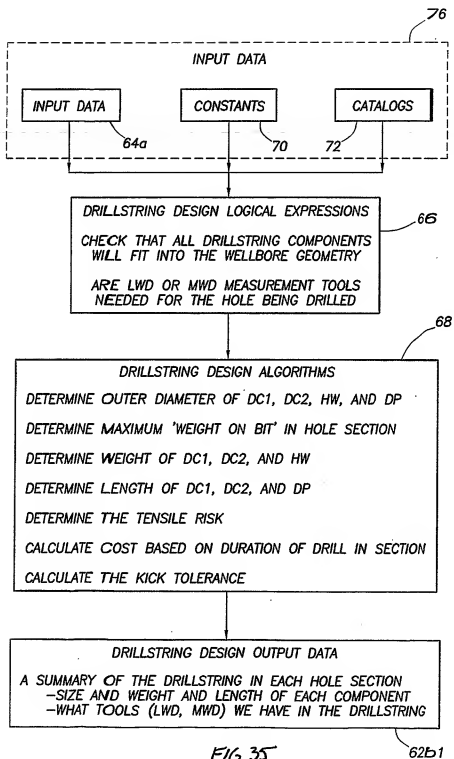 76
INPUT DATA
INPUT DATA
CONSTANTS
CATALOGS
64a
70
72
DRILLSTRING DESIGN LOGICAL EXPRESSIONS
CHECK THAT ALL DRILLSTRING COMPONENTS
WILL FIT INTO THE WELLBORE GEOMETRY
ARE LWD OR MWD MEASUREMENT TOOLS
NEEDED FOR THE HOLE BEING DRILLED
66
68
DRILLSTRING DESIGN ALGORITHMS
DETERMINE OUTER DIAMETER OF DC1, DC2, HW, AND DP
DETERMINE MAXIMUM 'WEIGHT ON BIT' IN HOLE SECTION
DETERMINE WEIGHT OF DC1, DC2, AND HW
DETERMINE LENGTH OF DC1, DC2, AND DP
DETERMINE THE TENSILE RISK
CALCULATE COST BASED ON DURATION OF DRILL IN SECTION
CALCULATE THE KICK TOLERANCE
DRILLSTRING DESIGN OUTPUT DATA
A SUMMARY OF THE DRILLSTRING IN EACH HOLE SECTION
-SIZE AND WEIGHT AND LENGTH OF EACH COMPONENT
-WHAT TOOLS (LWD, MWD) WE HAVE IN THE DRILLSTRING
FIG.35
62b1